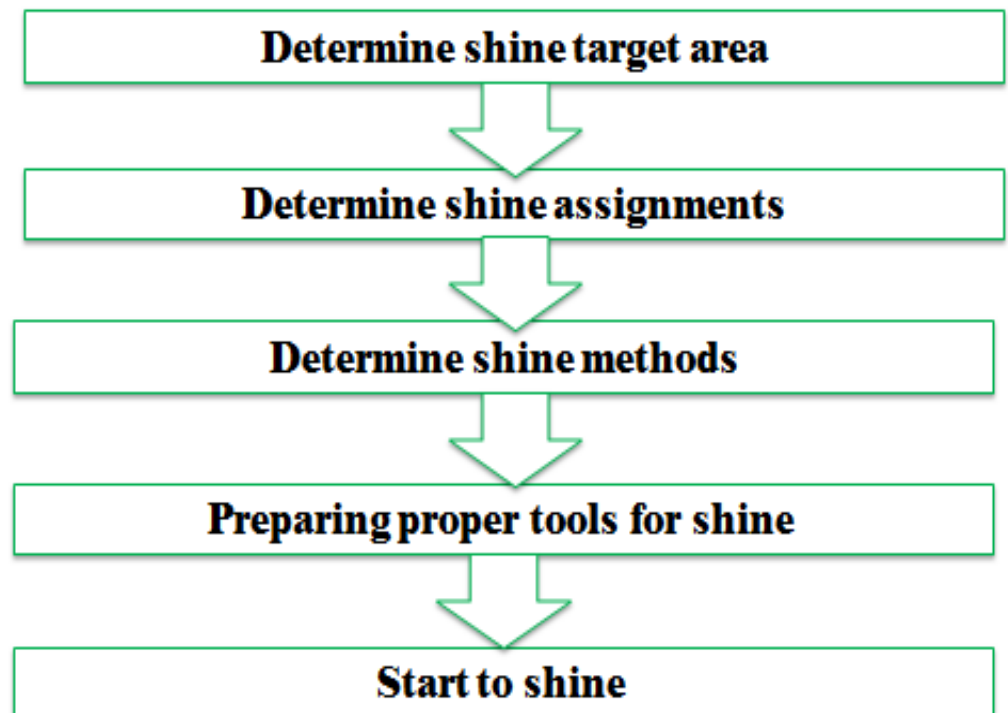 Determine shine target area
Determine shine assignments
Determine shine methods
Preparing proper tools for shine
Start to shine